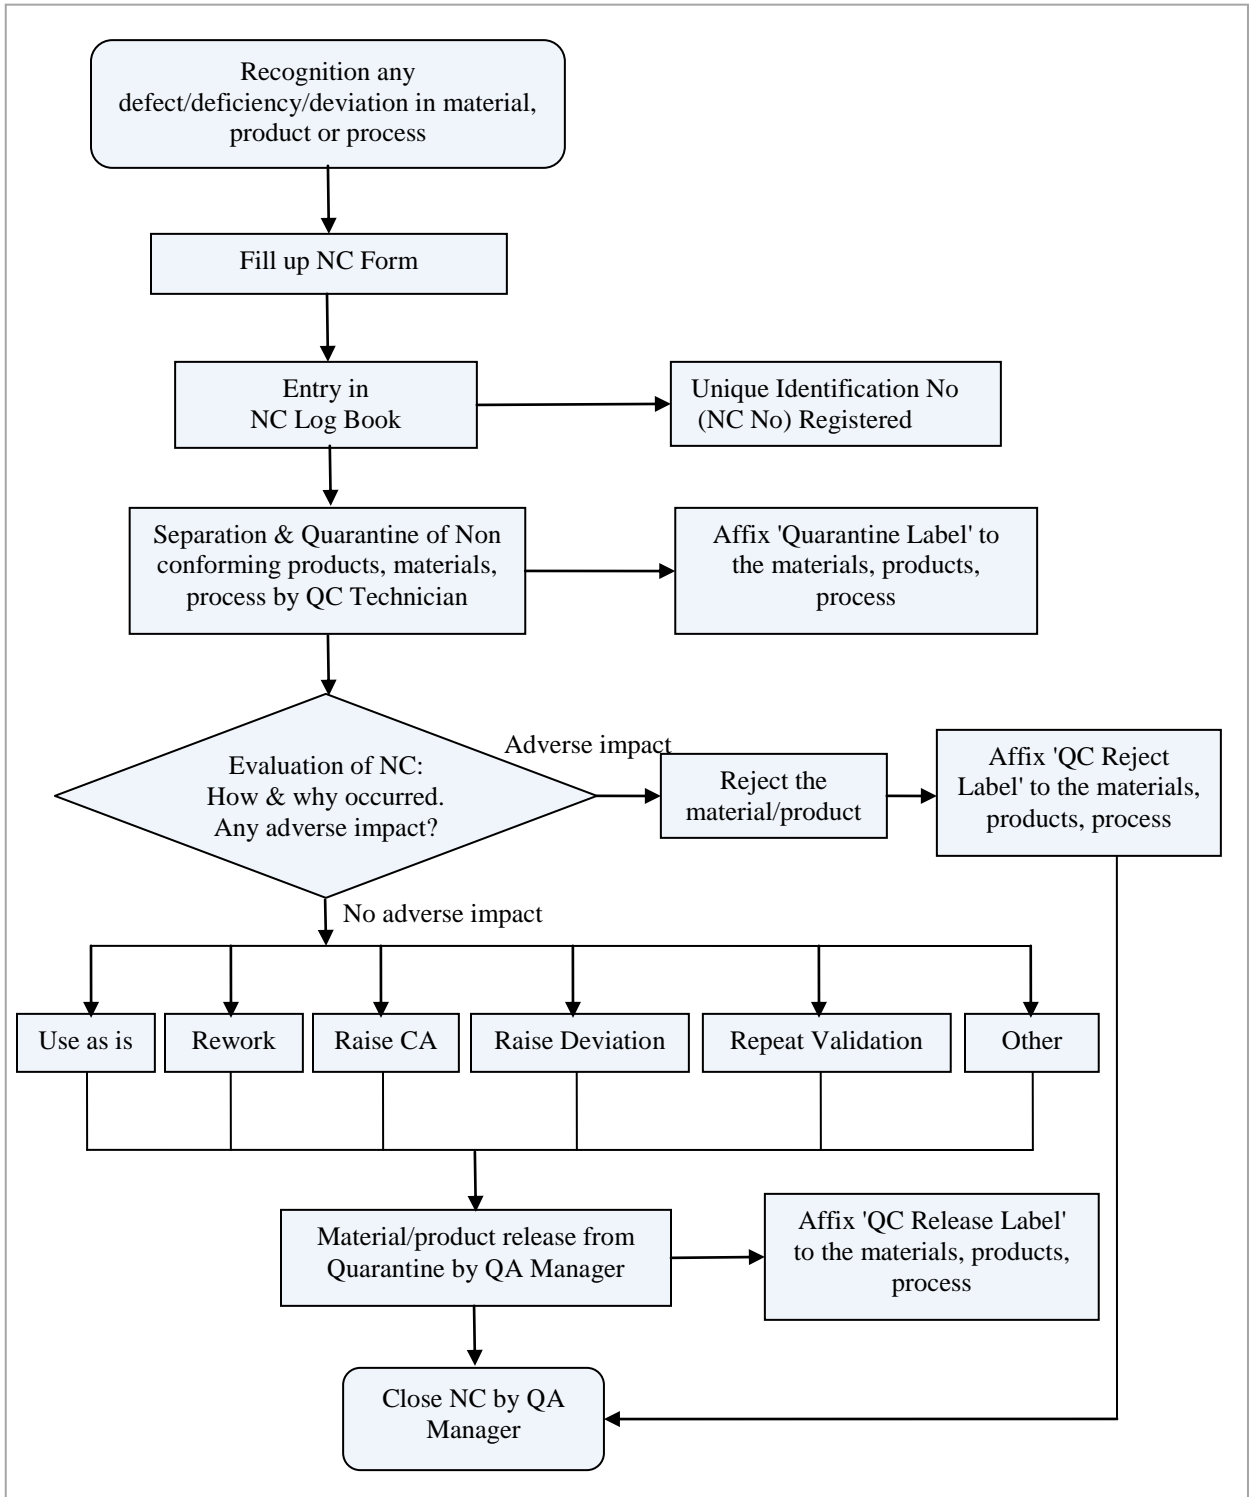 Recognition any
defect/deficiency/deviation in material,
product or process
Fill up NC Form
Entry in
NC Log Book
Unique Identification No
(NC No) Registered
Separation & Quarantine of Non
conforming products, materials,
process by QC Technician
Affix 'Quarantine Label' to
the materials, products,
process
Evaluation of NC:
How & why occurred.
Any adverse impact?
Adverse impact
Reject the
material/product
Affix 'QC Reject
Label' to the materials,
products, process
No adverse impact
Use as is
Rework
Raise CA
Raise Deviation
Repeat Validation
Other
Material/product release from
Quarantine by QA Manager
Affix 'QC Release Label'
to the materials, products,
process
Close NC by QA
Manager